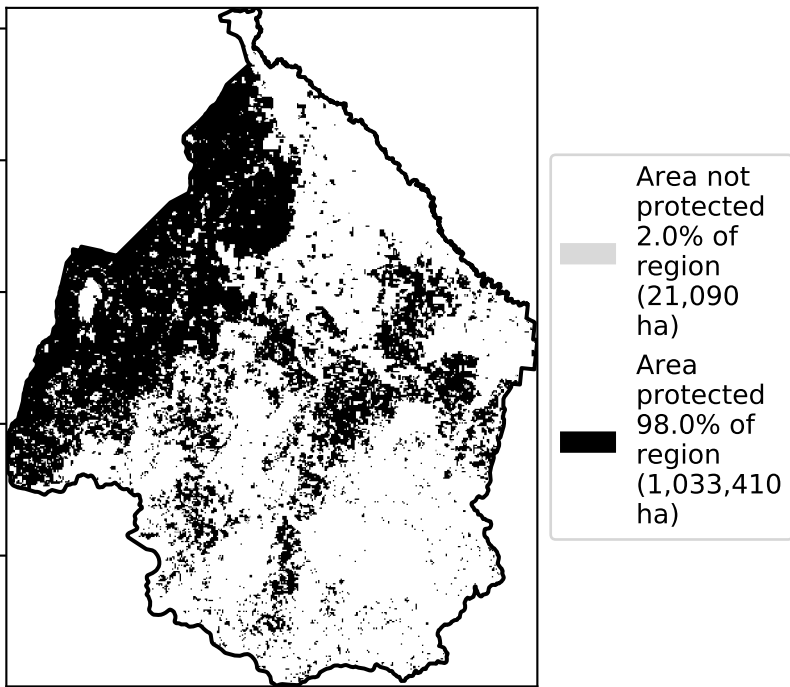 Area not
protected
2.0% of
region
(21,090
ha)
Area
protected
98.0% of
region
(1,033,410
ha)